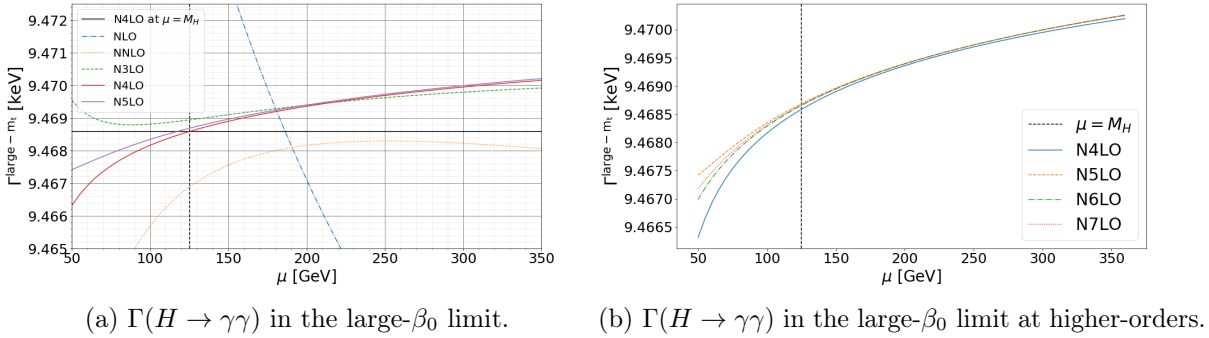 N4LO at μ = M_H
NLO
NNLO
N3LO
N4LO
N5LO
9.472
9.471
9.470
9.469
9.468
9.467
9.466
9.465
Γ^large−m_t [keV]
50 100 150 200 250 300 350
μ [GeV]
(a) Γ(H → γγ) in the large-β₀ limit.
9.4700
9.4695
9.4690
9.4685
9.4680
9.4675
9.4670
9.4665
Γ^large−m_t [keV]
μ = M_H
N4LO
N5LO
N6LO
N7LO
50 100 150 200 250 300 350
μ [GeV]
(b) Γ(H → γγ) in the large-β₀ limit at higher-orders.